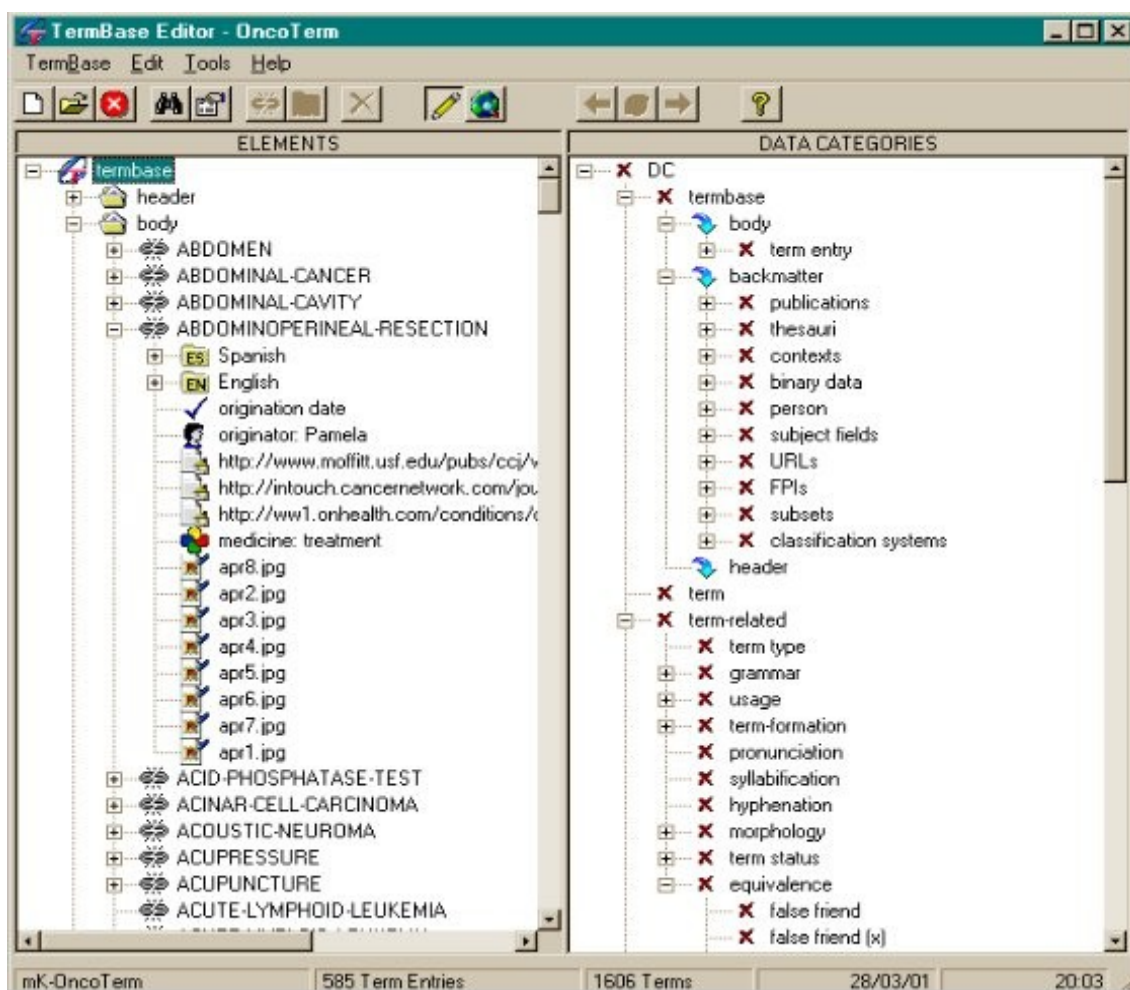 TermBase Editor - OncoTerm
TermBase Edit Tools Help
ELEMENTS
termbase
header
body
ABDOMEN
ABDOMINAL-CANCER
ABDOMINAL-CAVITY
ABDOMINOPERINEAL-RESECTION
ES Spanish
EN English
origination date
originator: Pamela
http://www.moffitt.usf.edu/pubs/ccj/v
http://intouch.cancernetwork.com/jou
http://ww1.onhealth.com/conditions/c
medicine: treatment
apr8.jpg
apr2.jpg
apr3.jpg
apr4.jpg
apr5.jpg
apr6.jpg
apr7.jpg
apr1.jpg
ACID-PHOSPHATASE-TEST
ACINAR-CELL-CARCINOMA
ACOUSTIC-NEUROMA
ACUPRESSURE
ACUPUNCTURE
ACUTE-LYMPHOID-LEUKEMIA
DATA CATEGORIES
DC
termbase
body
term entry
backmatter
publications
thesauri
contexts
binary data
person
subject fields
URLs
FPIs
subsets
classification systems
header
term
term-related
term type
grammar
usage
term-formation
pronunciation
syllabification
hyphenation
morphology
term status
equivalence
false friend
false friend (x)
mK-OncoTerm
585 Term Entries
1606 Terms
28/03/01
20:03